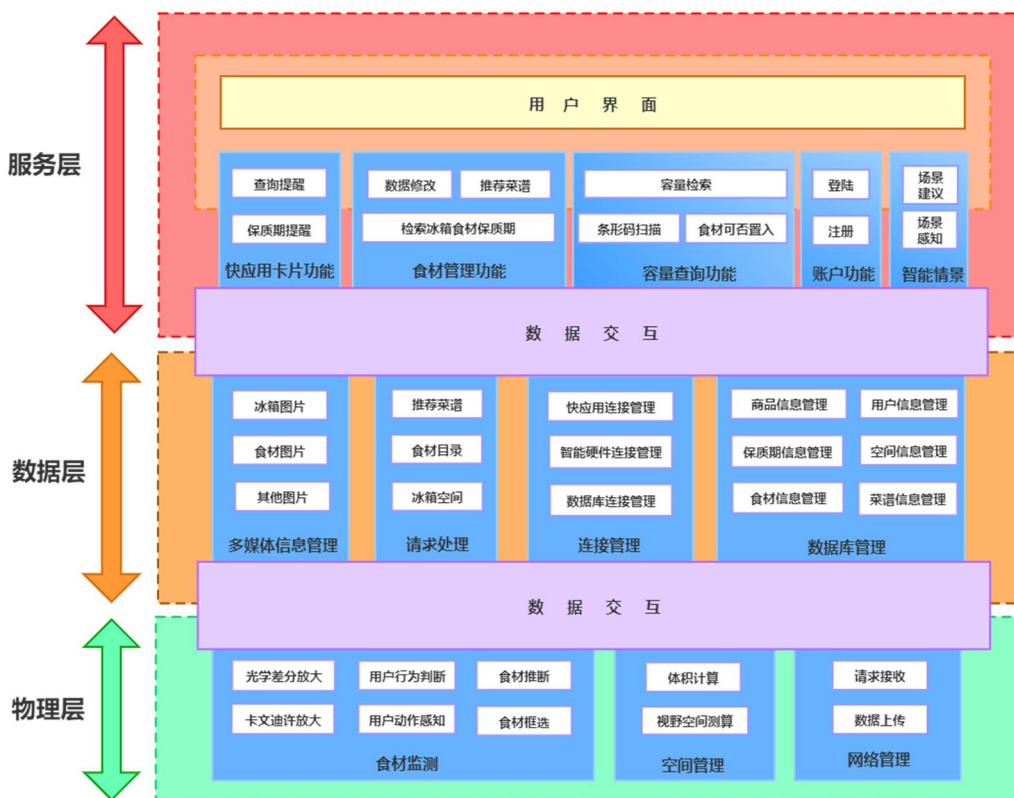 服务层
用 户 界 面
查询提醒
保质期提醒
快应用卡片功能
数据修改
推荐菜谱
检索冰箱食材保质期
食材管理功能
容量检索
条形码扫描
食材可否置入
容量查询功能
登陆
注册
账户功能
场景
建议
场景
感知
智能情景
数 据 交 互
数据层
冰箱图片
食材图片
其他图片
多媒体信息管理
推荐菜谱
食材目录
冰箱空间
请求处理
快应用连接管理
智能硬件连接管理
数据库连接管理
连接管理
商品信息管理
用户信息管理
保质期信息管理
空间信息管理
食材信息管理
菜谱信息管理
数据库管理
数 据 交 互
物理层
光学差分放大
用户行为判断
食材推断
卡文迪许放大
用户动作感知
食材框选
食材监测
体积计算
视野空间测算
空间管理
请求接收
数据上传
网络管理